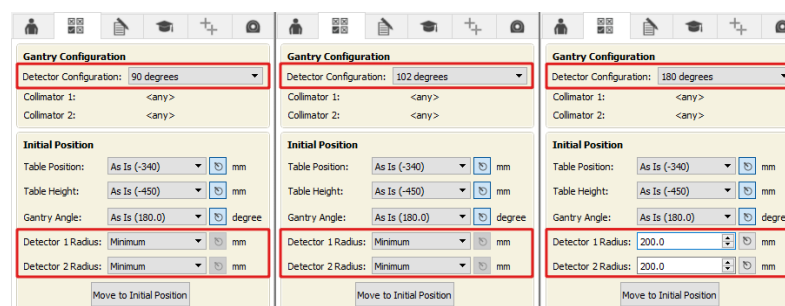 Gantry Configuration
Detector Configuration: 90 degrees
Collimator 1: <any>
Collimator 2: <any>
Initial Position
Table Position: As Is (-340) mm
Table Height: As Is (-450) mm
Gantry Angle: As Is (180.0) degree
Detector 1 Radius: Minimum mm
Detector 2 Radius: Minimum mm
Move to Initial Position
Gantry Configuration
Detector Configuration: 102 degrees
Collimator 1: <any>
Collimator 2: <any>
Initial Position
Table Position: As Is (-340) mm
Table Height: As Is (-450) mm
Gantry Angle: As Is (180.0) degree
Detector 1 Radius: Minimum mm
Detector 2 Radius: Minimum mm
Move to Initial Position
Gantry Configuration
Detector Configuration: 180 degrees
Collimator 1: <any>
Collimator 2: <any>
Initial Position
Table Position: As Is (-340) mm
Table Height: As Is (-450) mm
Gantry Angle: As Is (180.0) degre
Detector 1 Radius: 200.0 mm
Detector 2 Radius: 200.0 mm
Move to Initial Position